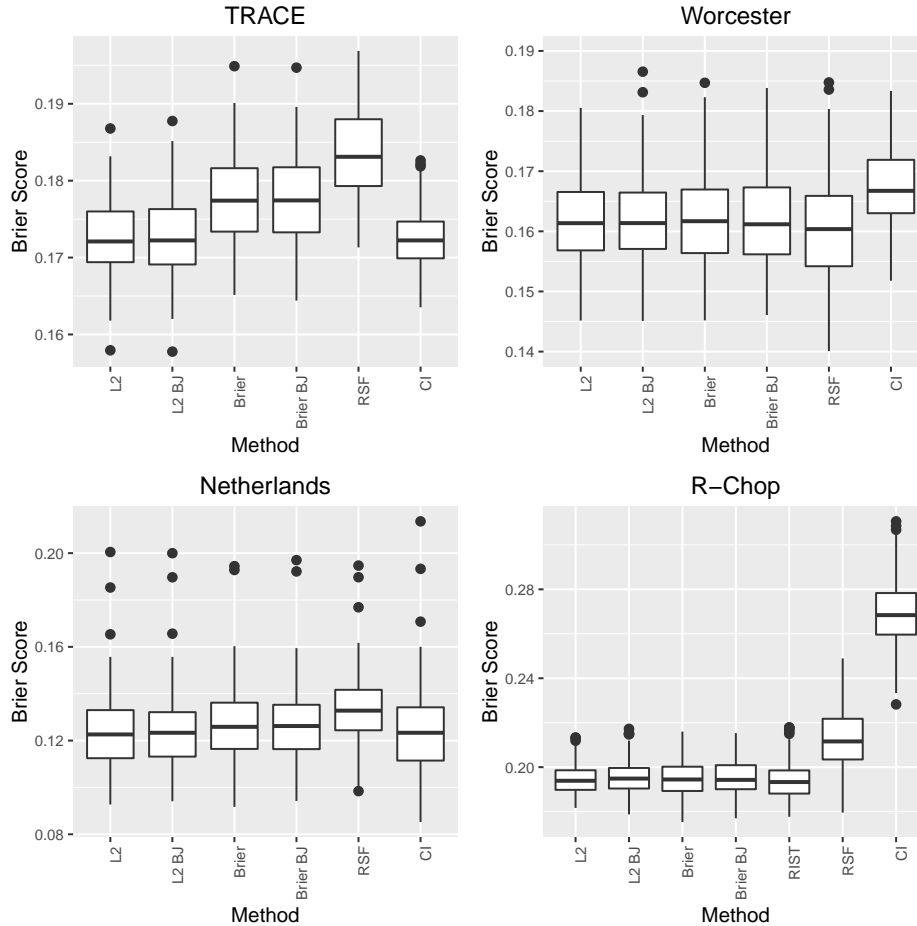 TRACE
Brier Score
0.19
0.18
0.17
0.16
L2
L2 BJ
Brier
Brier BJ
RSF
CI
Method
Worcester
Brier Score
0.19
0.18
0.17
0.16
0.15
0.14
L2
L2 BJ
Brier
Brier BJ
RSF
CI
Method
Netherlands
Brier Score
0.20
0.16
0.12
0.08
L2
L2 BJ
Brier
Brier BJ
RSF
CI
Method
R−Chop
Brier Score
0.28
0.24
0.20
L2
L2 BJ
Brier
Brier BJ
RIST
RSF
CI
Method